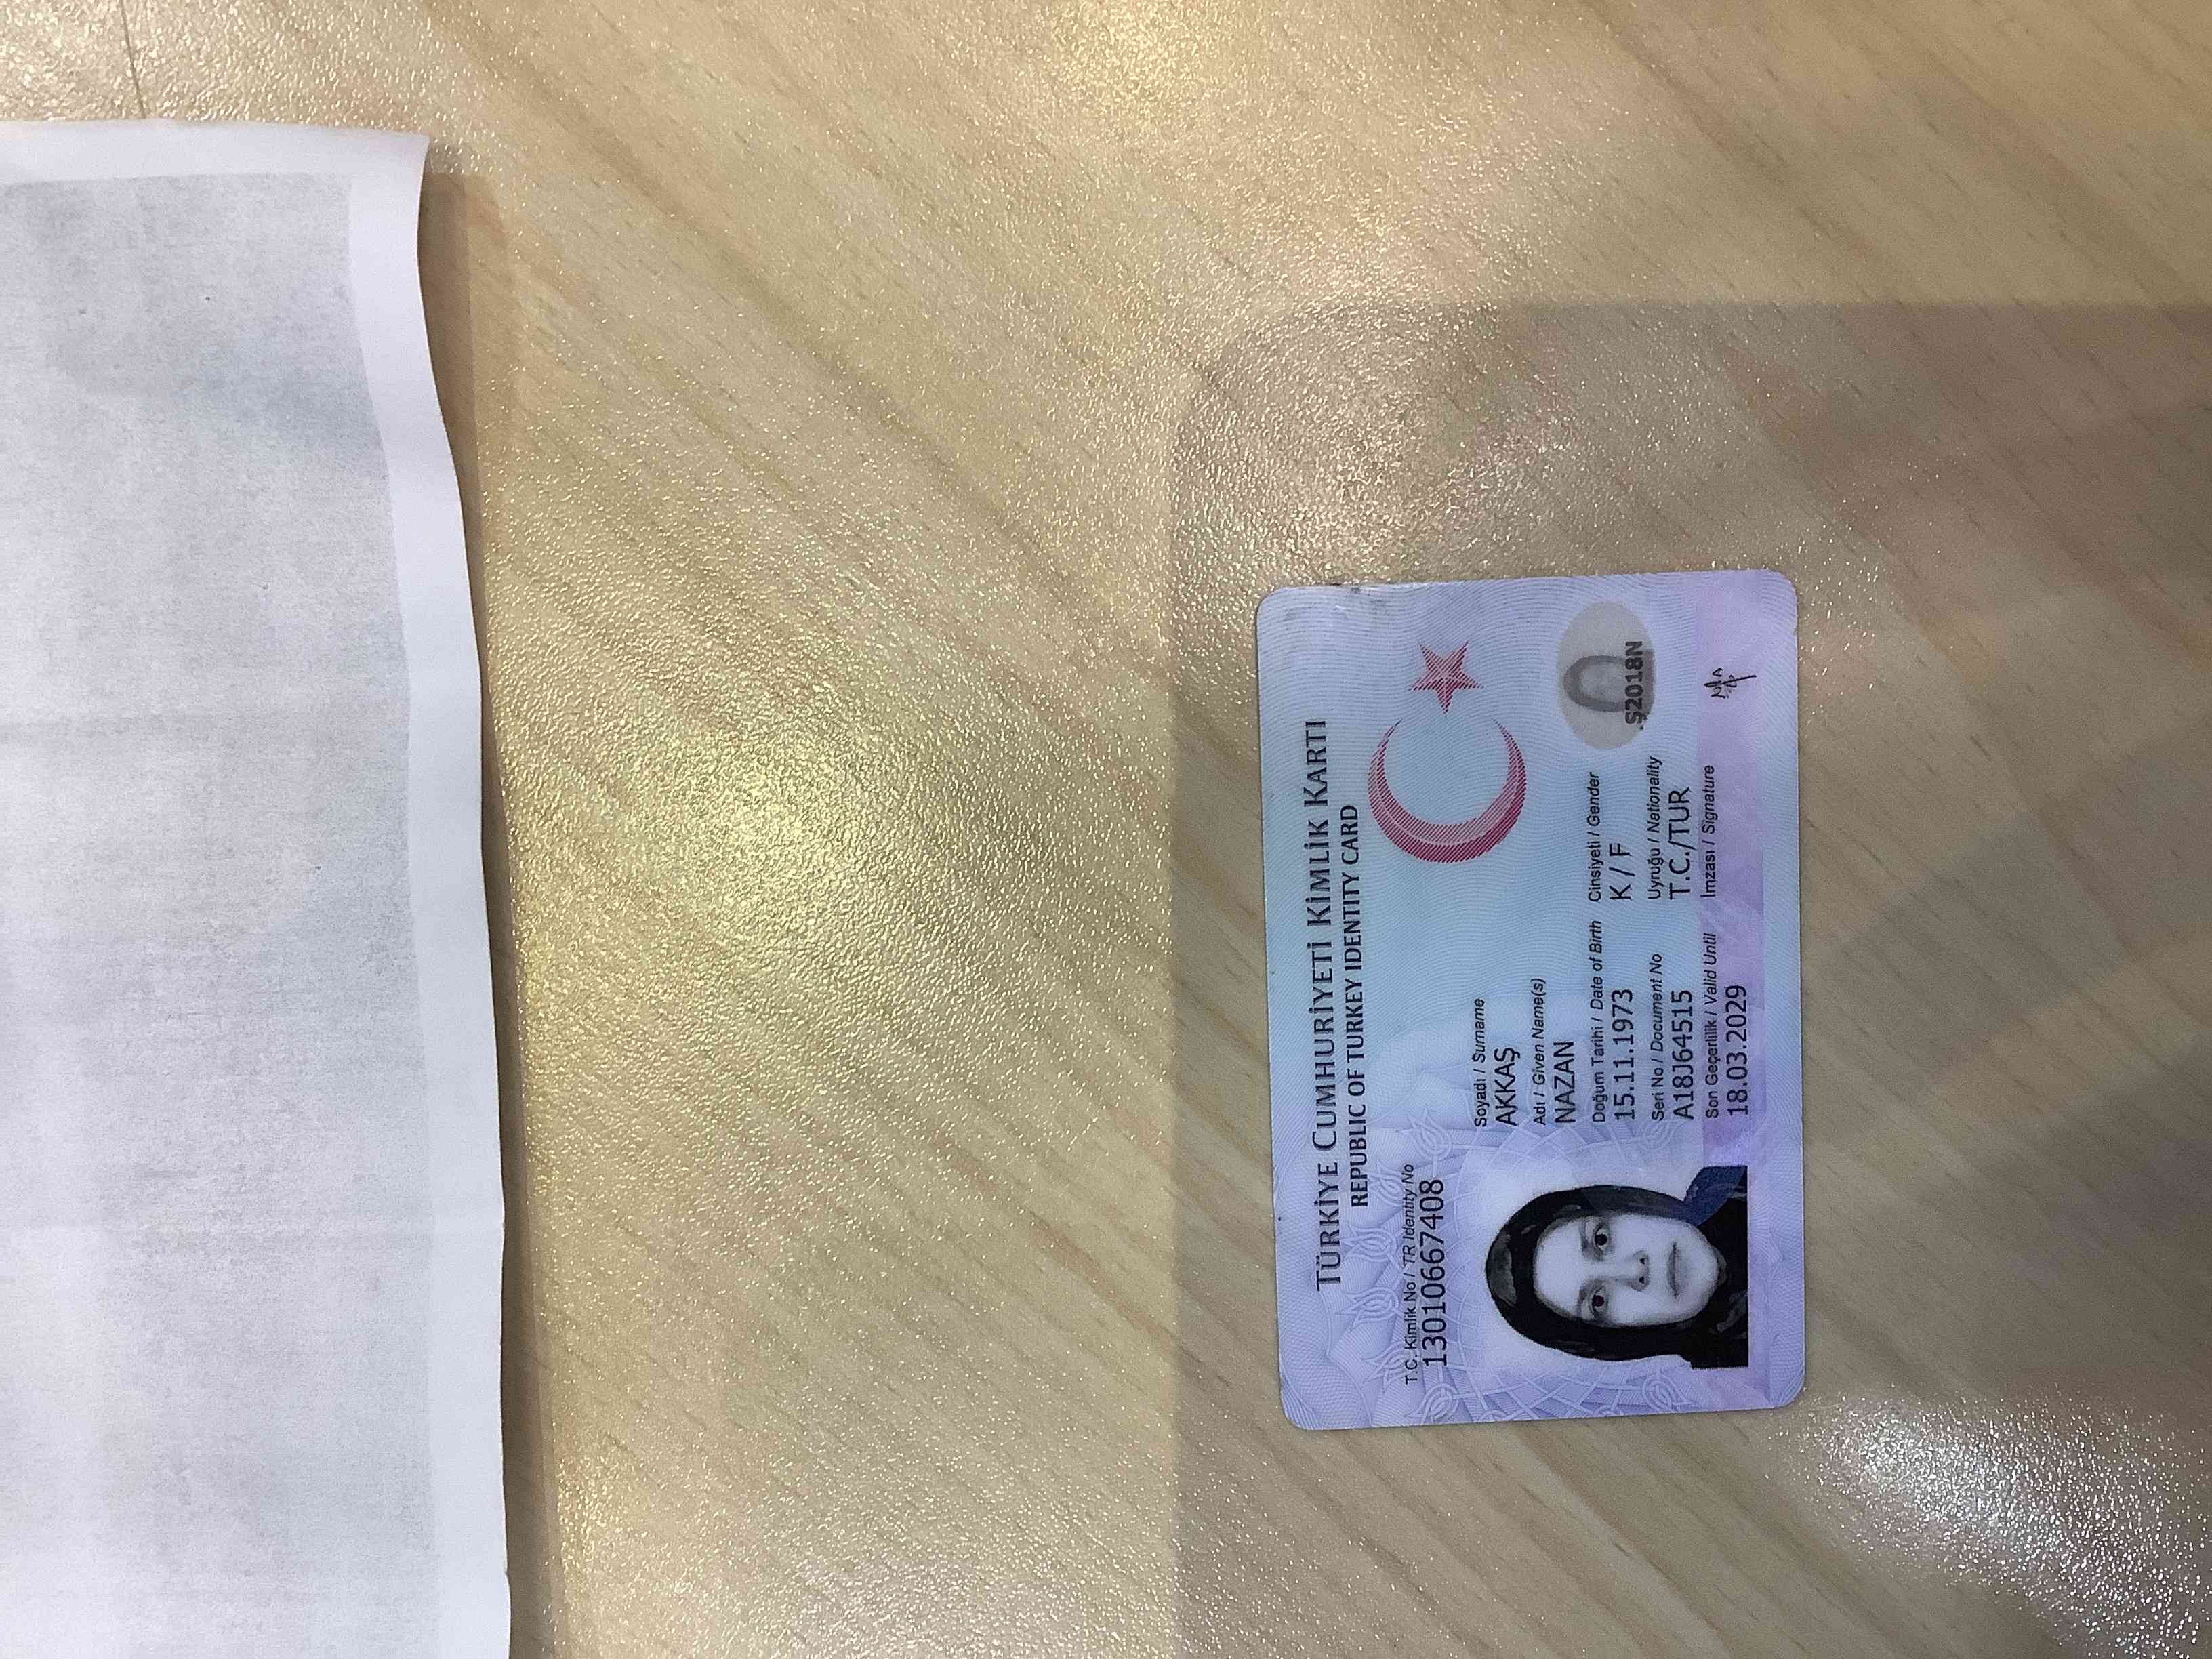 TÜRKİYE CUMHURİYETİ KİMLİK KARTI
REPUBLIC OF TURKEY IDENTITY CARD
T.C. Kimlik No / TR Identity No
13010667408
Soyadı / Surname
AKKAŞ
Adı / Given Name(s)
NAZAN
Doğum Tarihi / Date of Birth Cinsiyeti / Gender
15.11.1973 K / F
Seri No / Document No Uyruğu / Nationality
A18J64515 T.C./TUR
Son Geçerlilik / Valid Until İmzası / Signature
18.03.2029